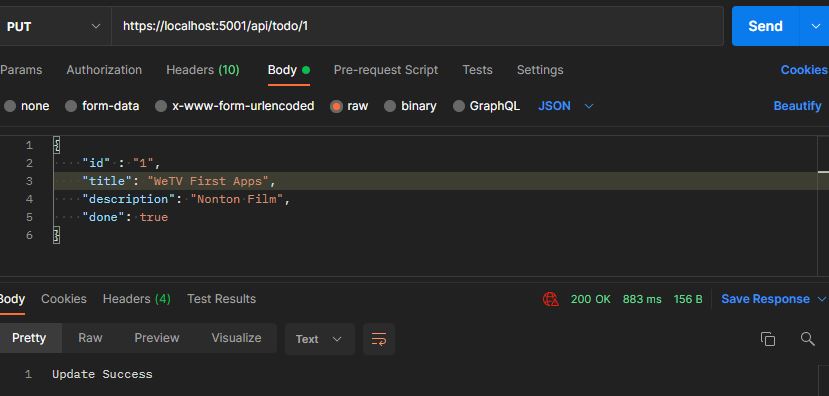 PUT https://localhost:5001/api/todo/1 Send
Params Authorization Headers (10) Body Pre-request Script Tests Settings Cookies
none form-data x-www-form-urlencoded raw binary GraphQL JSON Beautify
1 {
2 "id" : "1",
3 "title": "WeTV First Apps",
4 "description": "Nonton Film",
5 "done": true
6 }
Body Cookies Headers (4) Test Results 200 OK 883 ms 156 B Save Response
Pretty Raw Preview Visualize Text
1 Update Success